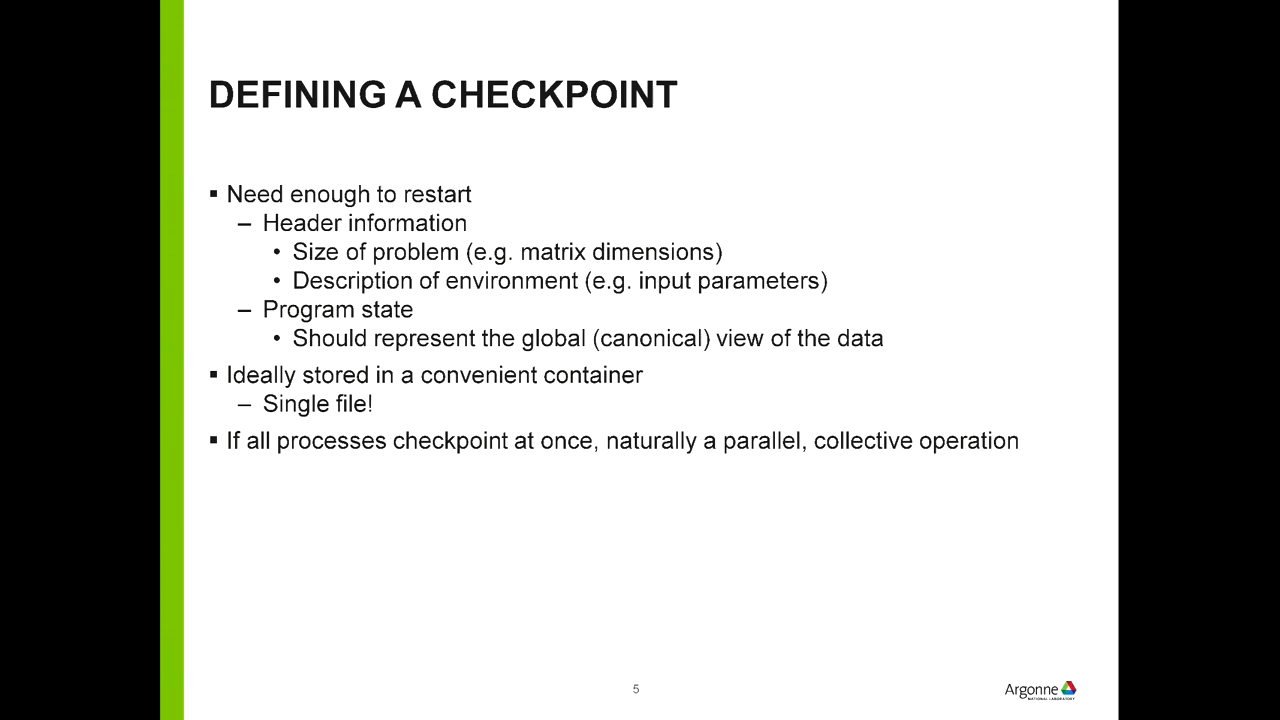 DEFINING A CHECKPOINT
▪ Need enough to restart
– Header information
• Size of problem (e.g. matrix dimensions)
• Description of environment (e.g. input parameters)
– Program state
• Should represent the global (canonical) view of the data
▪ Ideally stored in a convenient container
– Single file!
▪ If all processes checkpoint at once, naturally a parallel, collective operation
5
Argonne
NATIONAL LABORATORY